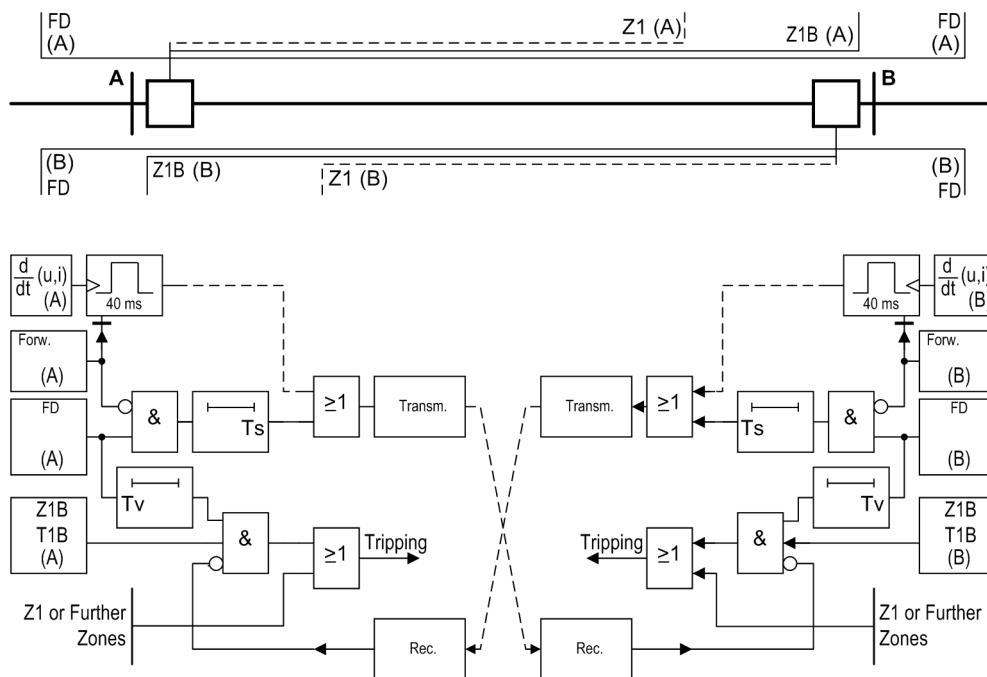 FD
(A)
Z1 (A)
Z1B (A)
FD
(A)
A
B
(B)
FD
Z1B (B)
Z1 (B)
(B)
FD
d
dt
(u,i)
(A)
40 ms
40 ms
d
dt
(u,i)
(B)
Forw.
(A)
Forw.
(B)
FD
(A)
&
Ts
≥1
Transm.
Transm.
≥1
Ts
&
FD
(B)
Tv
Tv
Z1B
T1B
(A)
&
≥1
Tripping
Tripping
≥1
&
Z1B
T1B
(B)
Z1 or Further
Zones
Rec.
Rec.
Z1 or Further
Zones